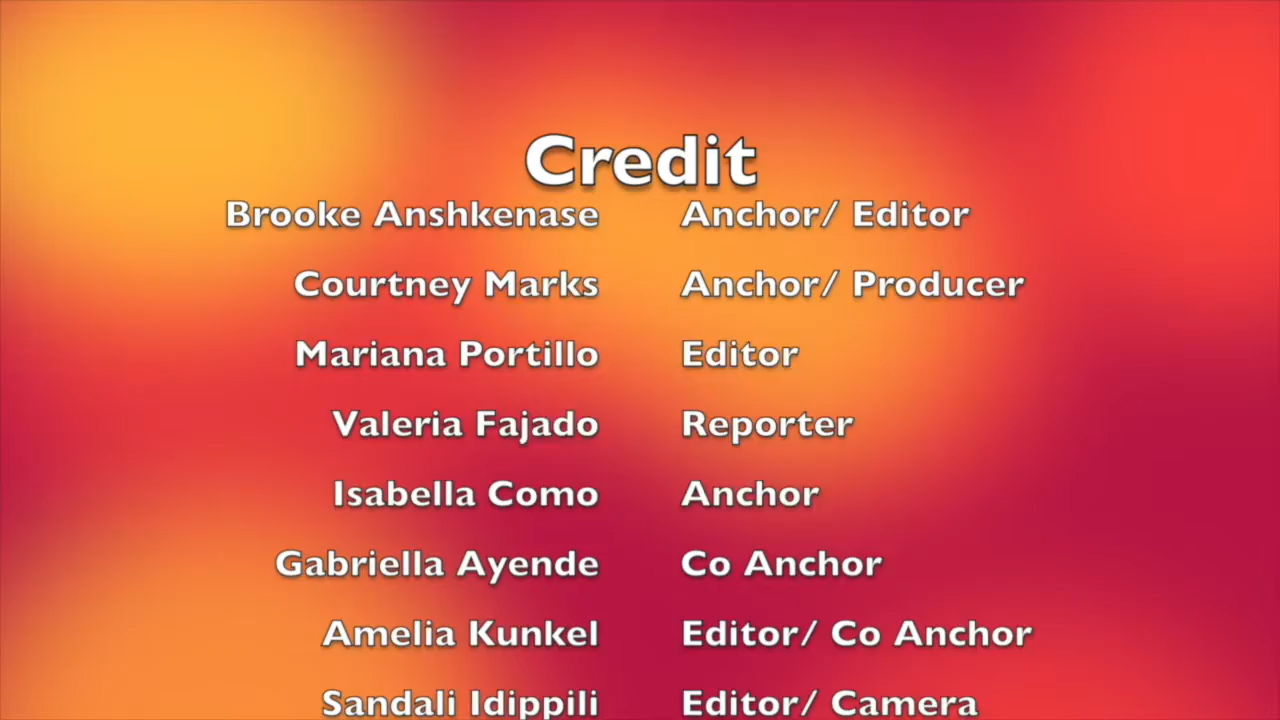 Credit
Brooke Anshkenase Anchor/ Editor
Courtney Marks Anchor/ Producer
Mariana Portillo Editor
Valeria Fajado Reporter
Isabella Como Anchor
Gabriella Ayende Co Anchor
Amelia Kunkel Editor/ Co Anchor
Sandali Idippili Editor/ Camera